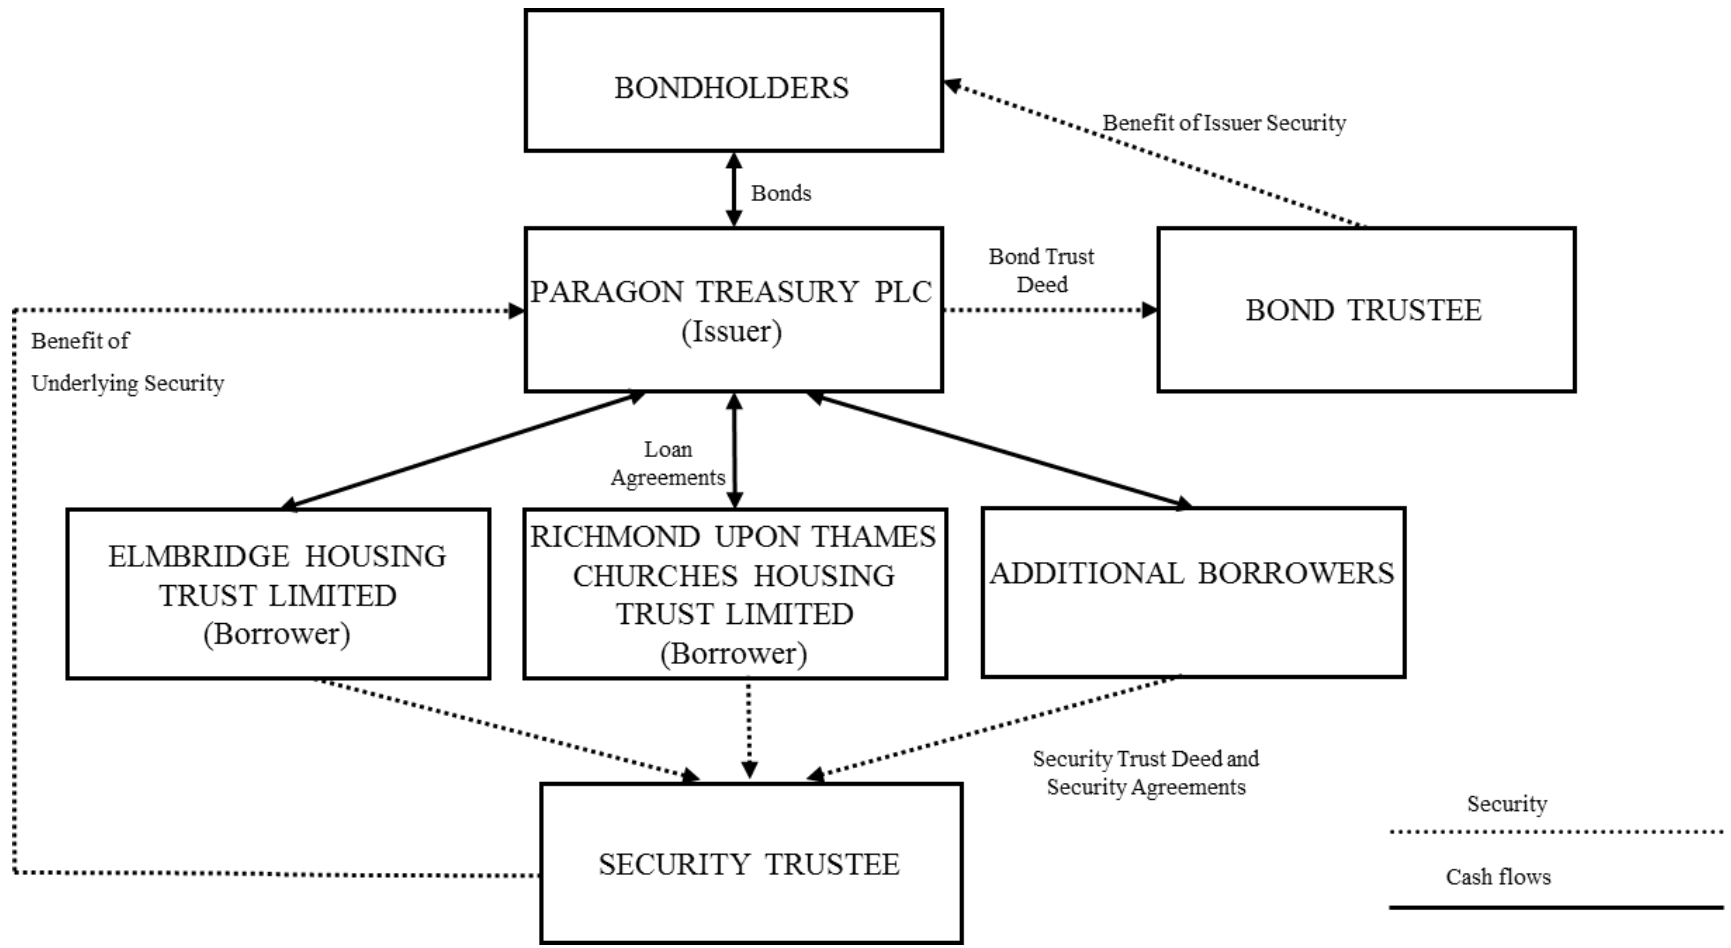 BONDHOLDERS
Benefit of Issuer Security
Bonds
PARAGON TREASURY PLC
(Issuer)
Bond Trust
Deed
BOND TRUSTEE
Benefit of
Underlying Security
Loan
Agreements
ELMBRIDGE HOUSING
TRUST LIMITED
(Borrower)
RICHMOND UPON THAMES
CHURCHES HOUSING
TRUST LIMITED
(Borrower)
ADDITIONAL BORROWERS
Security Trust Deed and
Security Agreements
SECURITY TRUSTEE
Security
Cash flows